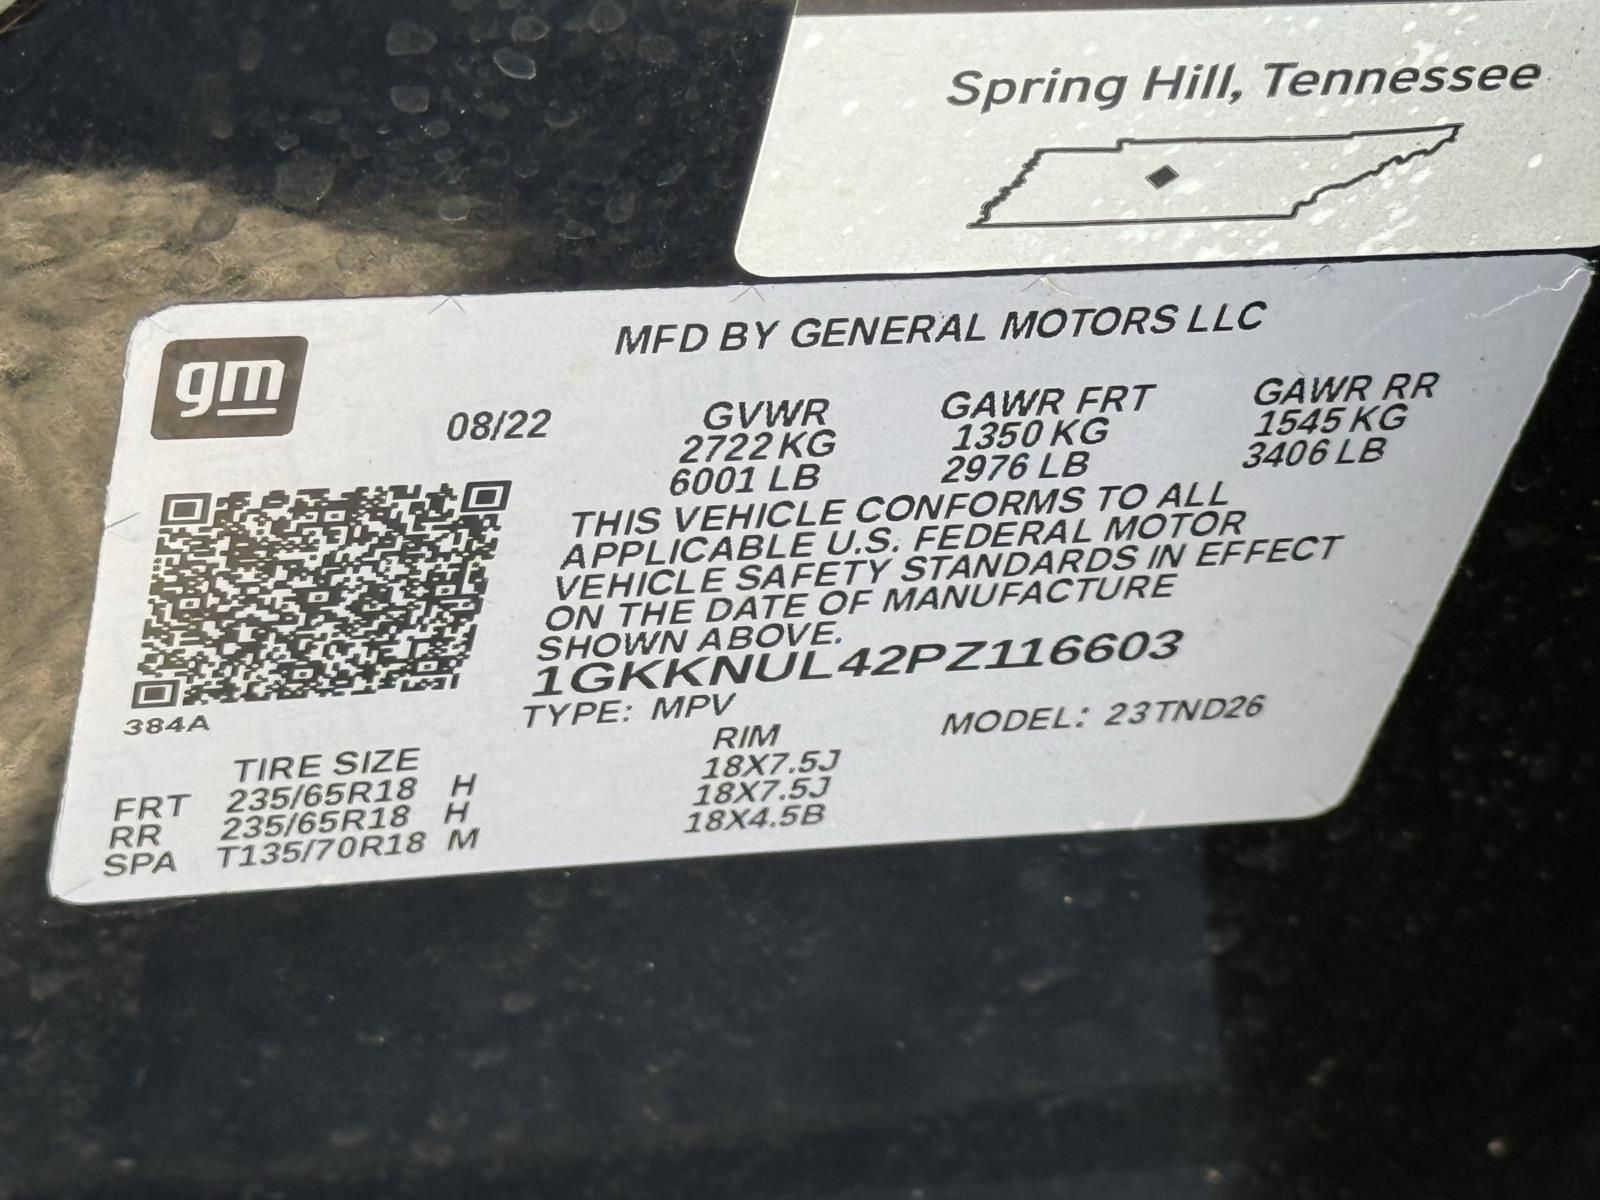 Spring Hill, Tennessee
gm
MFD BY GENERAL MOTORS LLC
08/22 GVWR GAWR FRT GAWR RR
2722 KG 1350 KG 1545 KG
6001 LB 2976 LB 3406 LB
THIS VEHICLE CONFORMS TO ALL
APPLICABLE U.S. FEDERAL MOTOR
VEHICLE SAFETY STANDARDS IN EFFECT
ON THE DATE OF MANUFACTURE
SHOWN ABOVE.
1GKKNUL42PZ116603
384A
TYPE: MPV MODEL: 23TND26
TIRE SIZE RIM
FRT 235/65R18 H 18X7.5J
RR 235/65R18 H 18X7.5J
SPA T135/70R18 M 18X4.5B